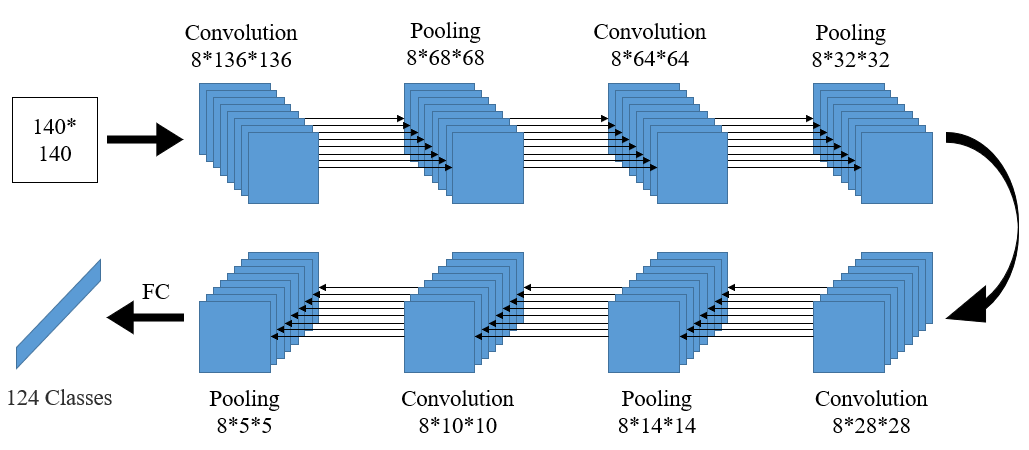 Convolution
8*136*136
Pooling
8*68*68
Convolution
8*64*64
Pooling
8*32*32
140*
140
FC
124 Classes
Pooling
8*5*5
Convolution
8*10*10
Pooling
8*14*14
Convolution
8*28*28